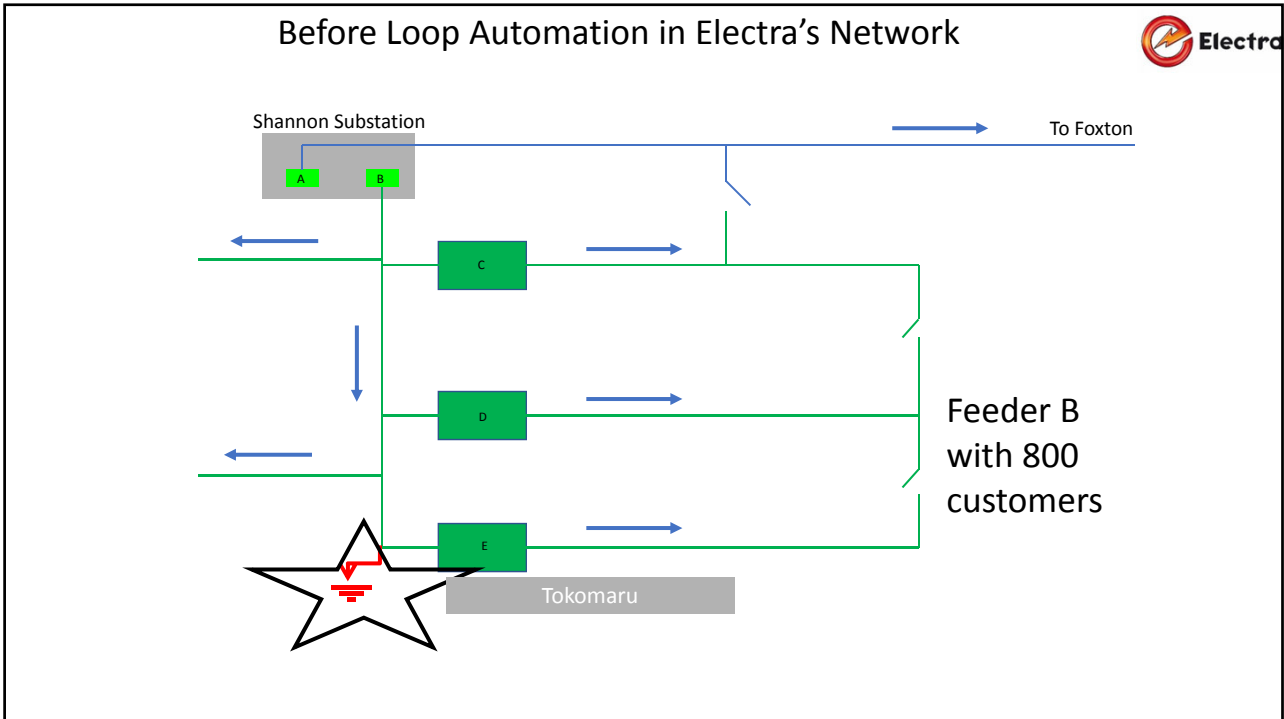 Before Loop Automation in Electra's Network
Electra
Shannon Substation
To Foxton
A
B
C
D
Feeder B
with 800
customers
E
Tokomaru